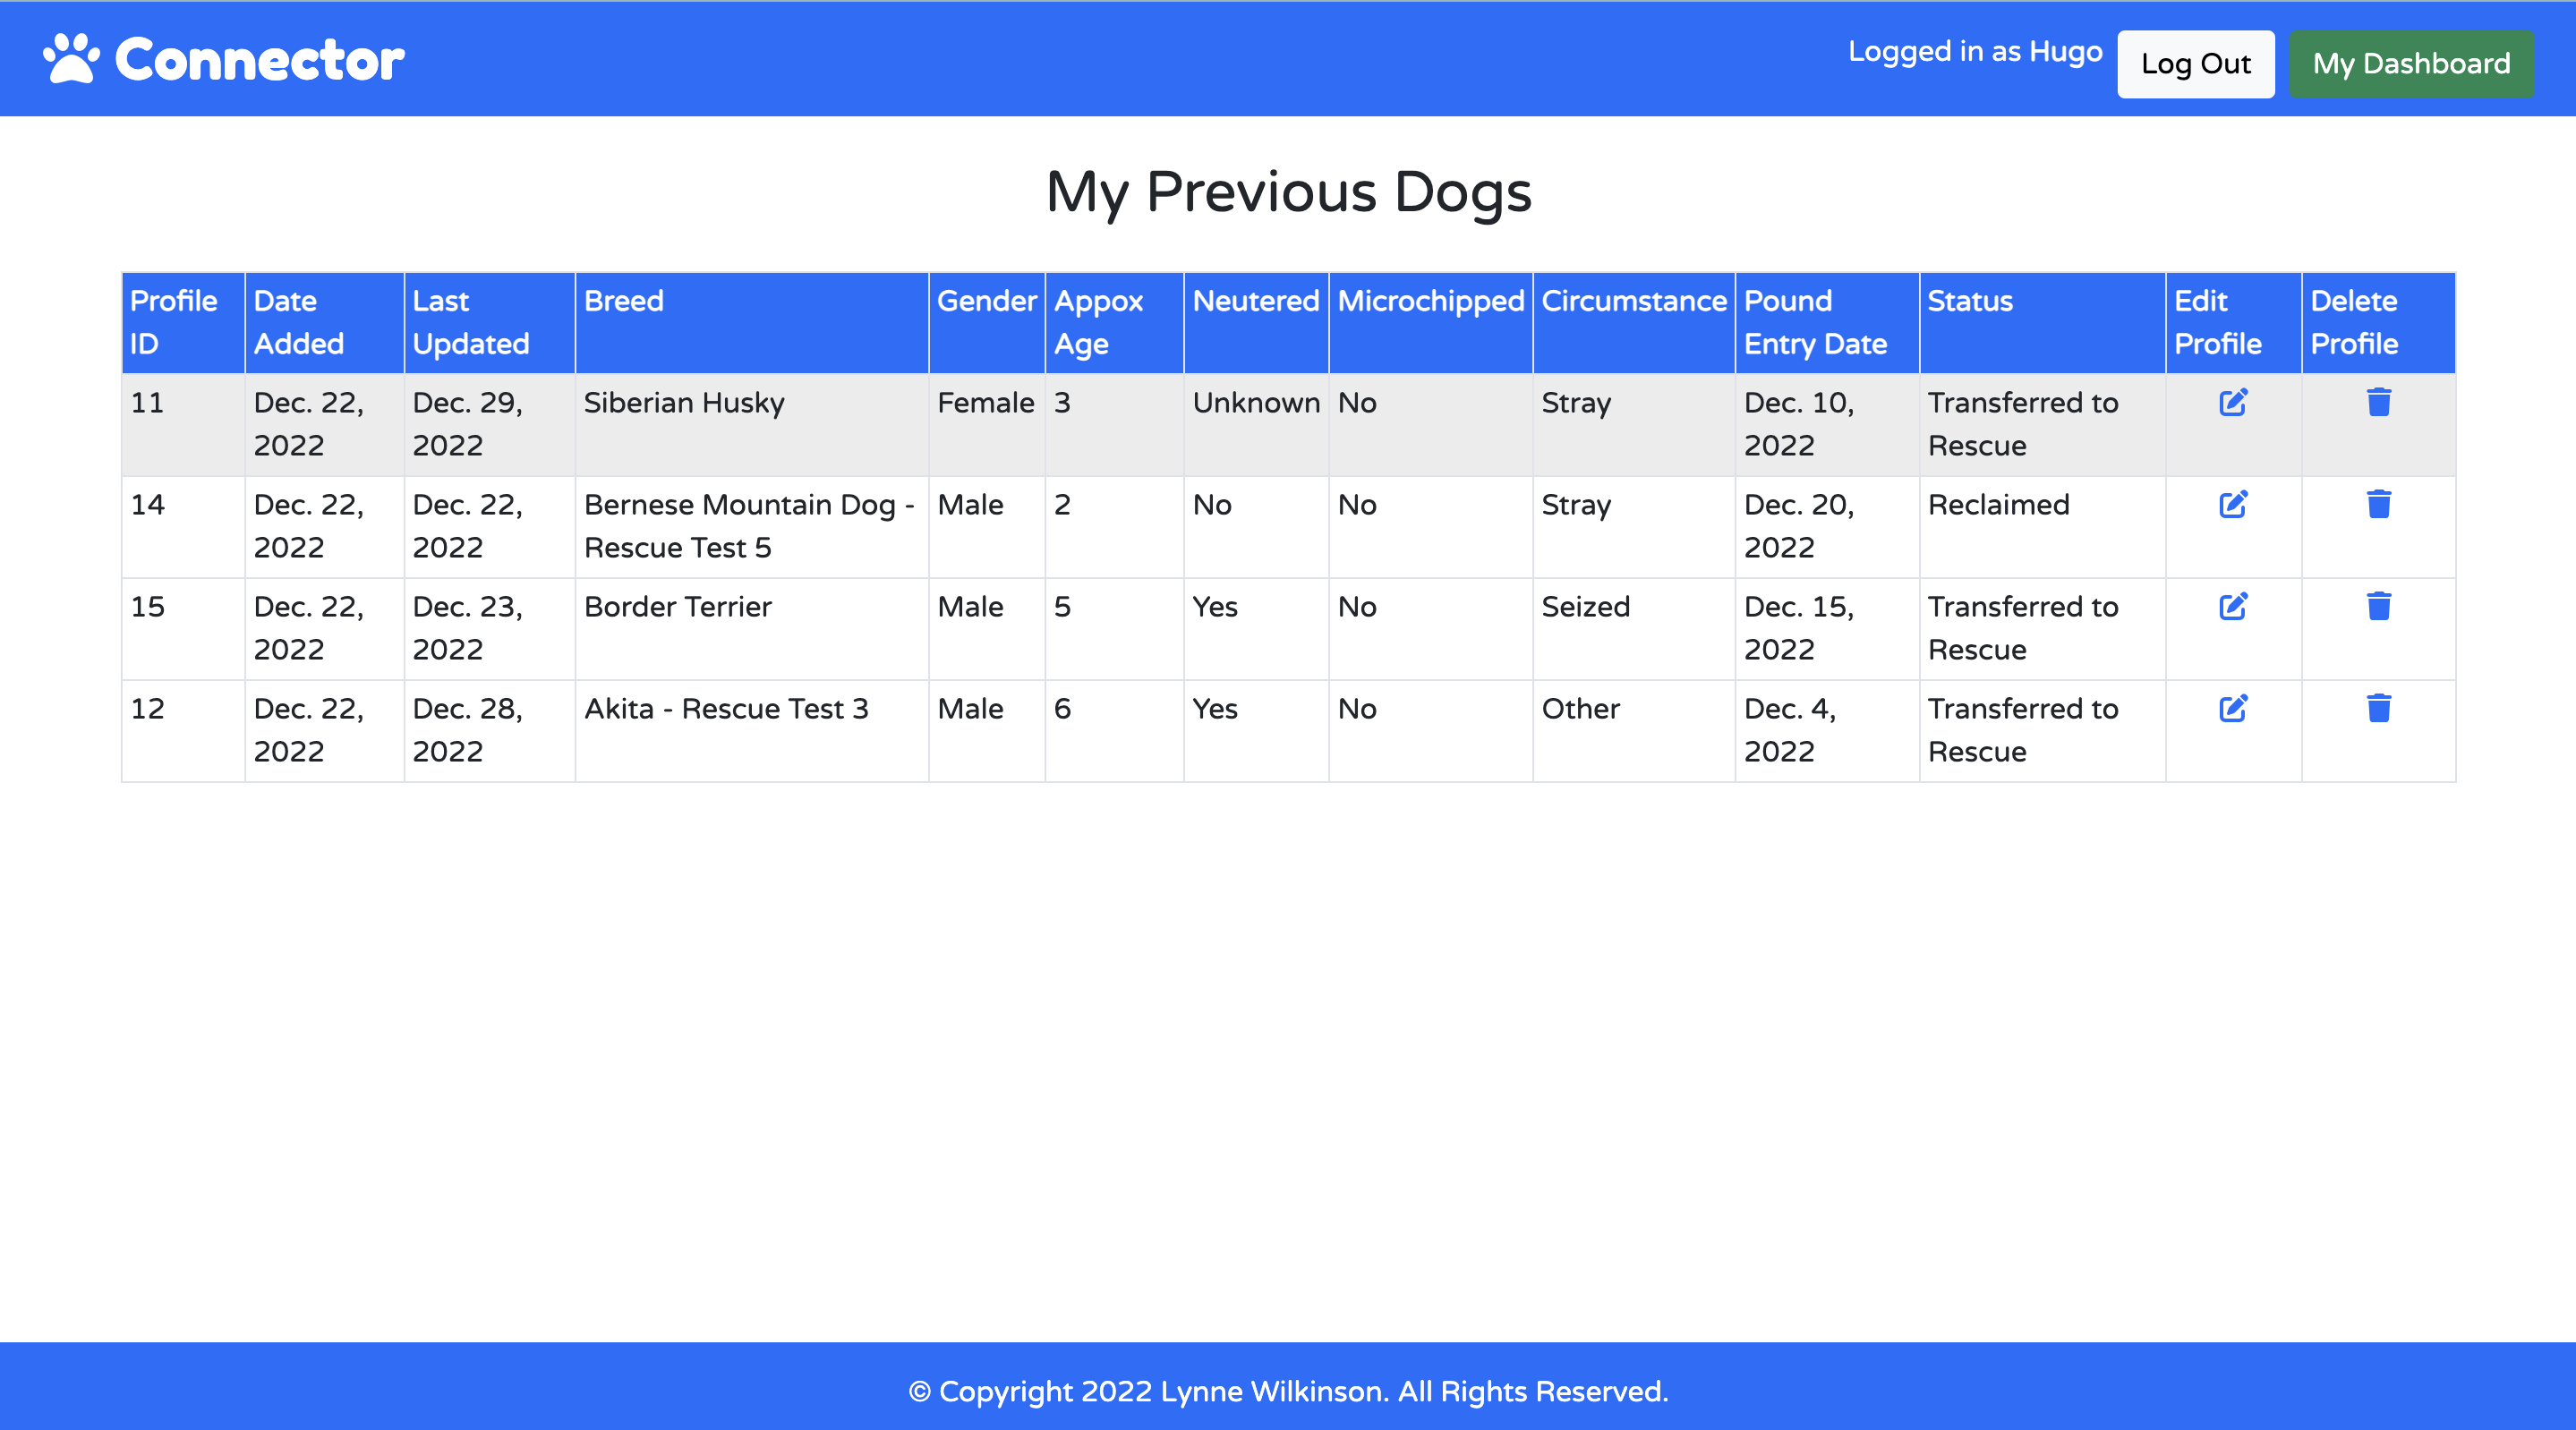 Connector
Logged in as Hugo Log Out My Dashboard
My Previous Dogs
Profile Date Last Breed Gender Appox Neutered Microchipped Circumstance Pound Status Edit Delete
ID Added Updated Age Entry Date Profile Profile
11 Dec. 22, Dec. 29, Siberian Husky Female 3 Unknown No Stray Dec. 10, Transferred to
2022 2022 2022 Rescue
14 Dec. 22, Dec. 22, Bernese Mountain Dog - Male 2 No No Stray Dec. 20, Reclaimed
2022 2022 Rescue Test 5 2022
15 Dec. 22, Dec. 23, Border Terrier Male 5 Yes No Seized Dec. 15, Transferred to
2022 2022 2022 Rescue
12 Dec. 22, Dec. 28, Akita - Rescue Test 3 Male 6 Yes No Other Dec. 4, Transferred to
2022 2022 2022 Rescue
© Copyright 2022 Lynne Wilkinson. All Rights Reserved.